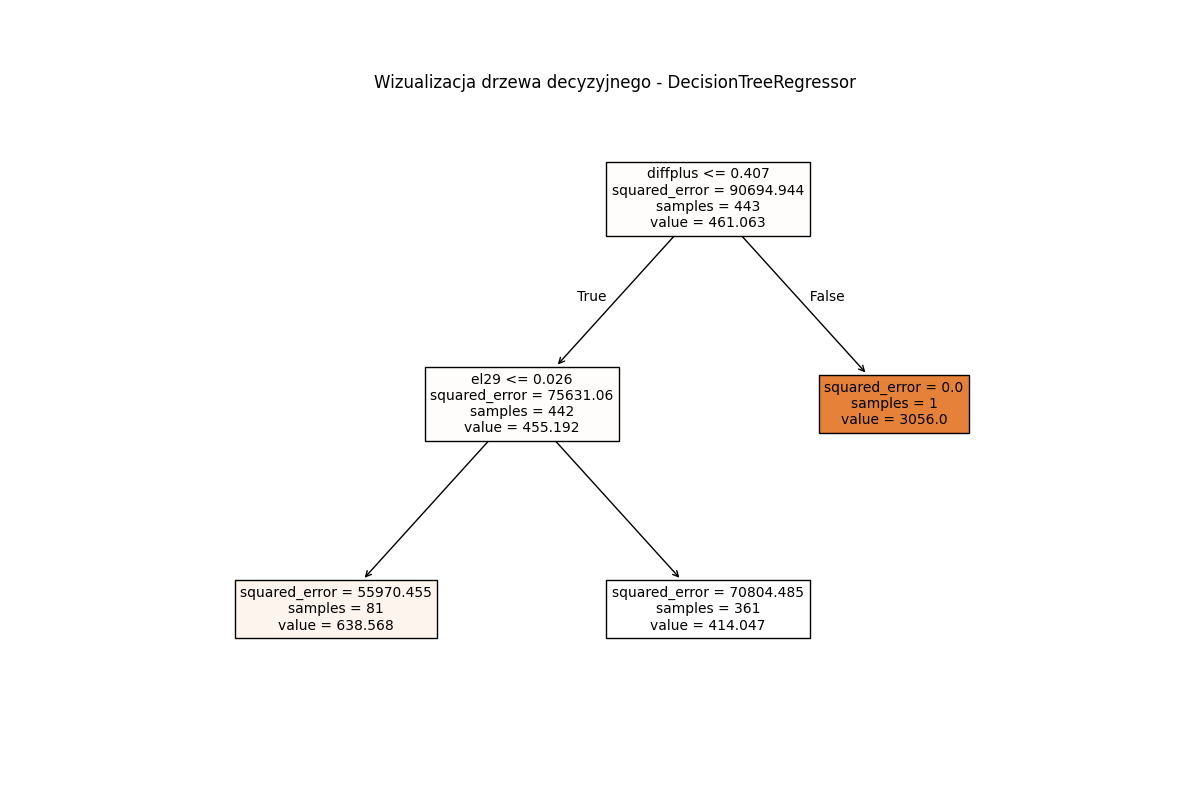 Wizualizacja drzewa decyzyjnego - DecisionTreeRegressor
diffplus <= 0.407
squared_error = 90694.944
samples = 443
value = 461.063
True
False
el29 <= 0.026
squared_error = 75631.06
samples = 442
value = 455.192
squared_error = 0.0
samples = 1
value = 3056.0
squared_error = 55970.455
samples = 81
value = 638.568
squared_error = 70804.485
samples = 361
value = 414.047